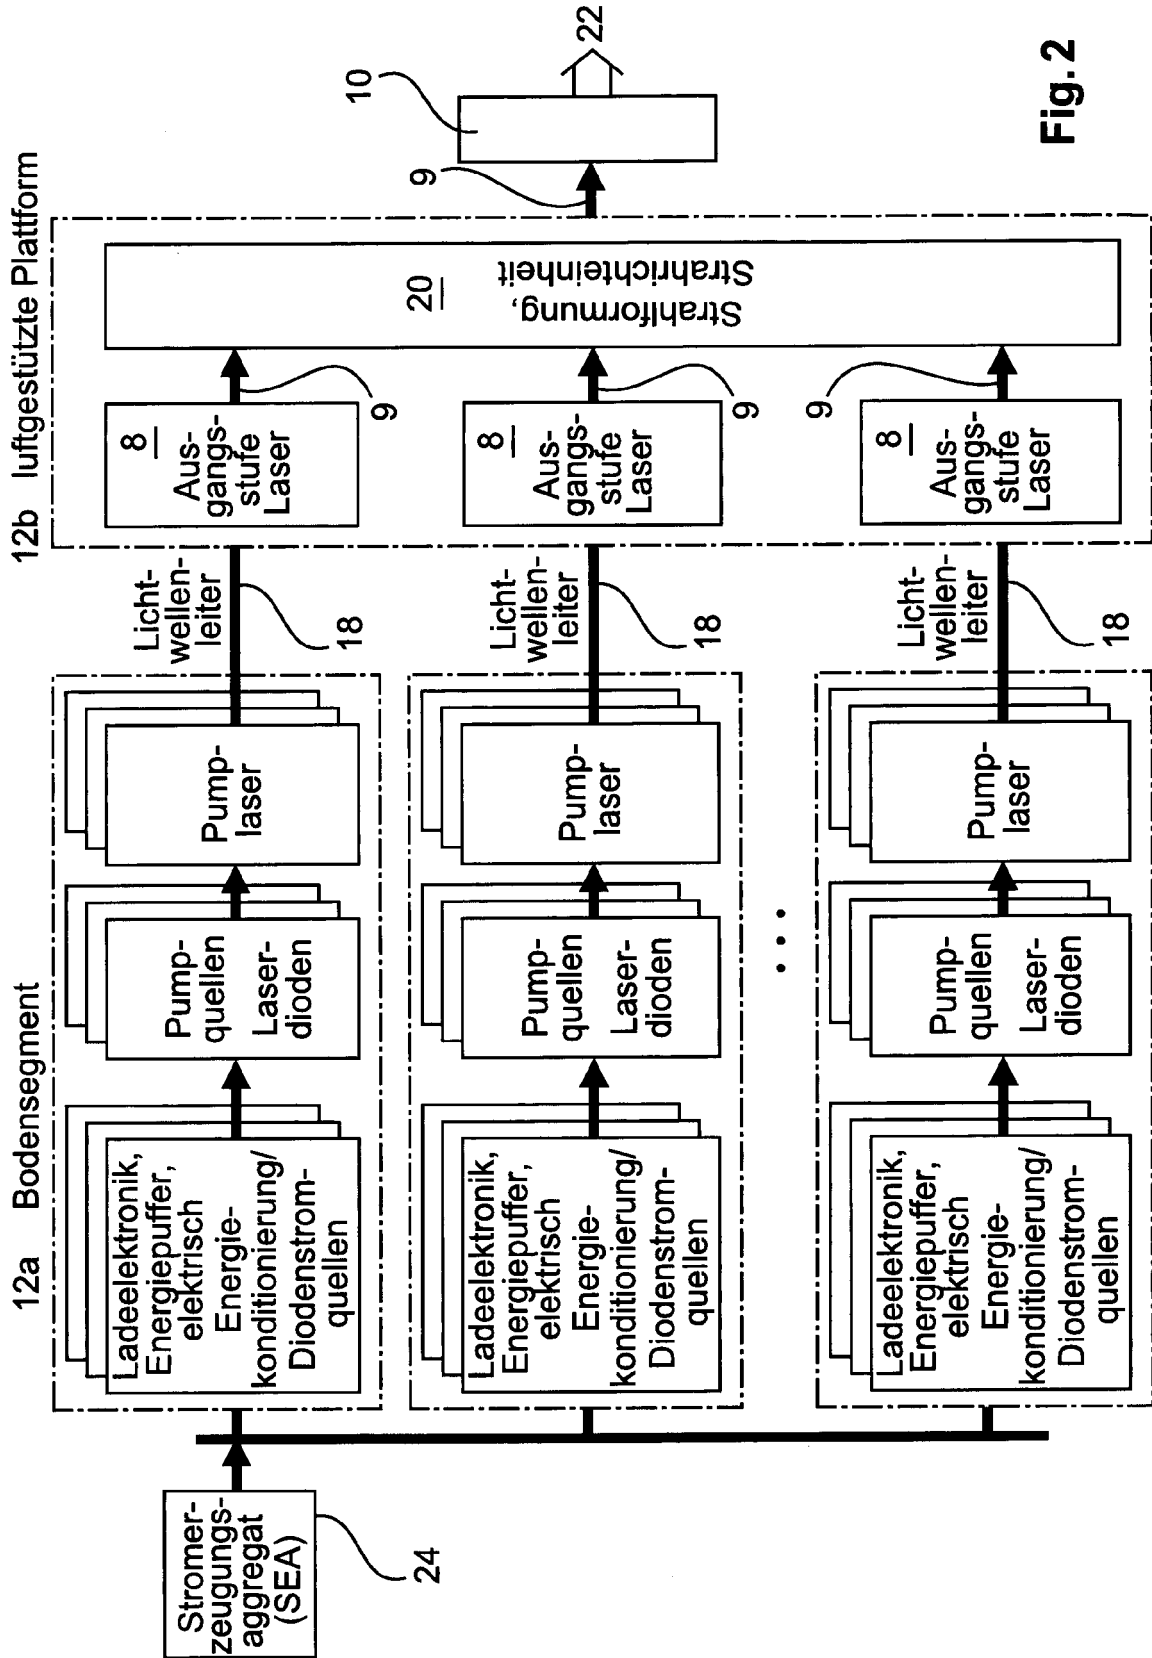 12a Bodensegment
12b luftgestützte Plattform
Stromer-
zeugungs-
aggregat
(SEA)
24
Ladeelektronik,
Energiepuffer,
elektrisch
Energie-
konditionierung/
Diodenstrom-
quellen
Pump-
quellen
Laser-
dioden
Pump-
laser
Licht-
wellen-
leiter
18
8
Aus-
gangs-
stufe
Laser
9
Ladeelektronik,
Energiepuffer,
elektrisch
Energie-
konditionierung/
Diodenstrom-
quellen
Pump-
quellen
Laser-
dioden
Pump-
laser
Licht-
wellen-
leiter
18
8
Aus-
gangs-
stufe
Laser
9
Ladeelektronik,
Energiepuffer,
elektrisch
Energie-
konditionierung/
Diodenstrom-
quellen
Pump-
quellen
Laser-
dioden
Pump-
laser
Licht-
wellen-
leiter
18
8
Aus-
gangs-
stufe
Laser
9
20
Strahlformung,
Strahrichteinheit
9
10
22
Fig. 2